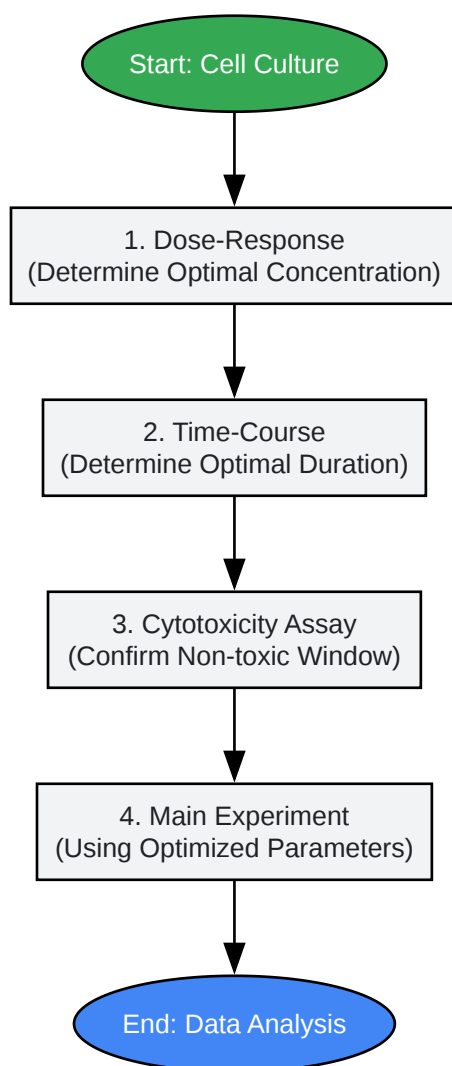 Start: Cell Culture
1. Dose-Response
(Determine Optimal Concentration)
2. Time-Course
(Determine Optimal Duration)
3. Cytotoxicity Assay
(Confirm Non-toxic Window)
4. Main Experiment
(Using Optimized Parameters)
End: Data Analysis